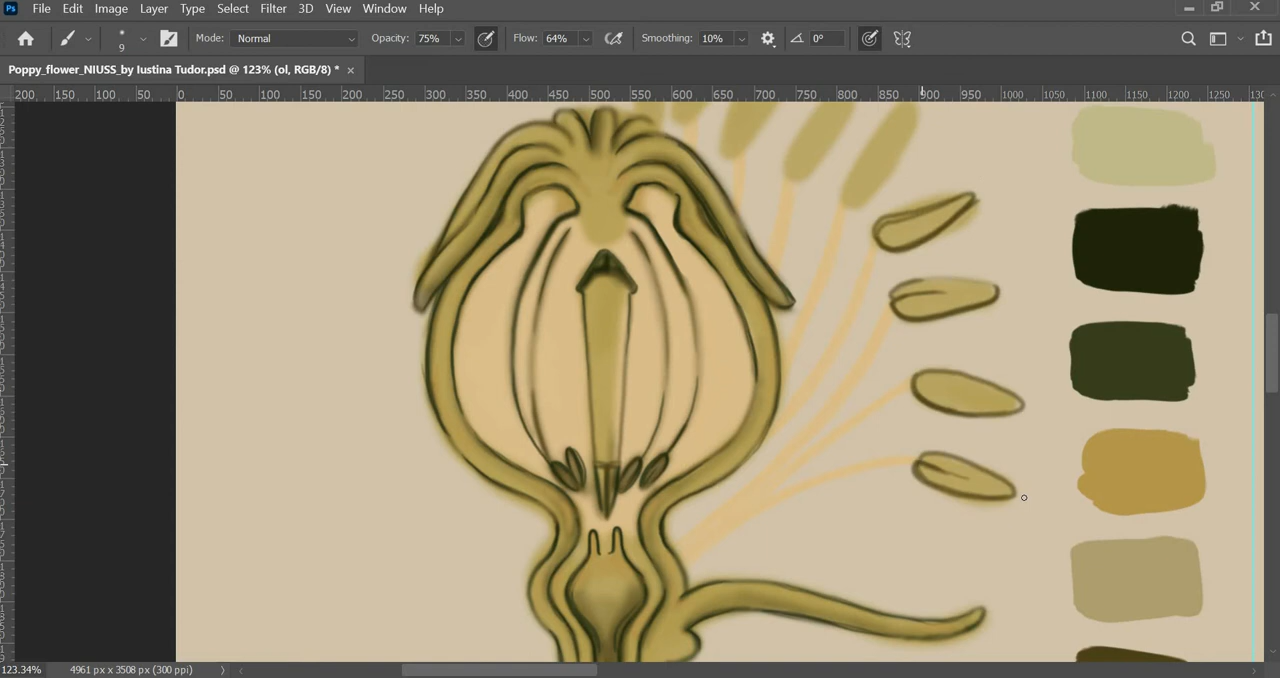 Ps File Edit Image Layer Type Select Filter 3D View Window Help
9 Mode: Normal Opacity: 75% Flow: 64% Smoothing: 10% 0°
Poppy_flower_NIUSS_by Iustina Tudor.psd @ 123% (ol, RGB/8) *
200 150 100 50 0 50 100 150 200 250 300 350 400 450 500 550 600 650 700 750 800 850 900 950 1000 1050 1100 1150 1200 1250 130
123.34% 4961 px x 3508 px (300 ppi)